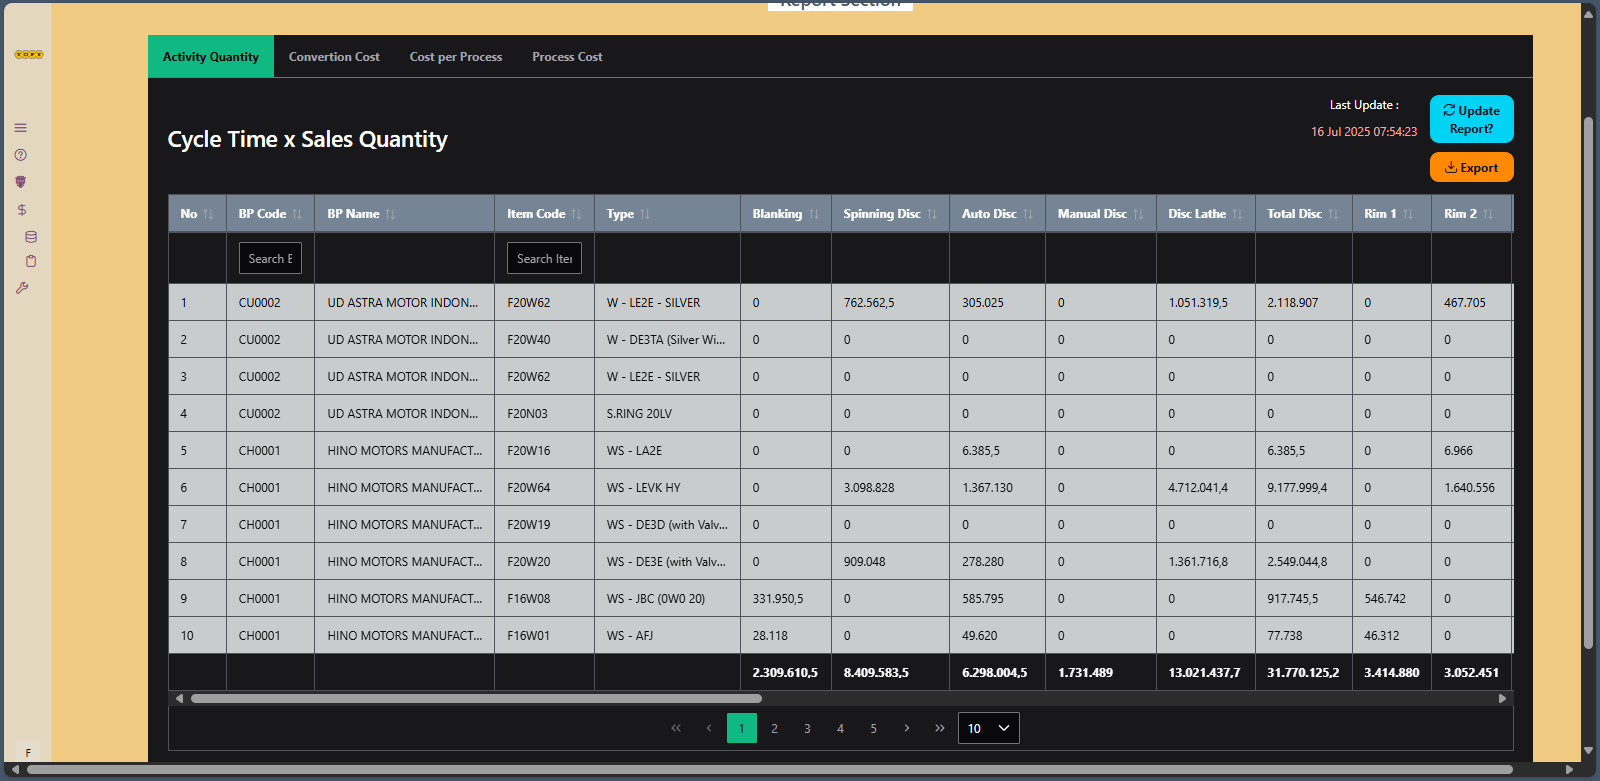 Report Section
TOPY
Activity Quantity Convertion Cost Cost per Process Process Cost
Last Update :
16 Jul 2025 07:54:23
Update Report?
Cycle Time x Sales Quantity
Export
No BP Code BP Name Item Code Type Blanking Spinning Disc Auto Disc Manual Disc Disc Lathe Total Disc Rim 1 Rim 2
Search Search
1 CU0002 UD ASTRA MOTOR INDON... F20W62 W - LE2E - SILVER 0 762.562,5 305.025 0 1.051.319,5 2.118.907 0 467.705
2 CU0002 UD ASTRA MOTOR INDON... F20W40 W - DE3TA (Silver Wi... 0 0 0 0 0 0 0 0
3 CU0002 UD ASTRA MOTOR INDON... F20W62 W - LE2E - SILVER 0 0 0 0 0 0 0 0
4 CU0002 UD ASTRA MOTOR INDON... F20N03 S.RING 20LV 0 0 0 0 0 0 0 0
5 CH0001 HINO MOTORS MANUFACT... F20W16 WS - LA2E 0 0 6.385,5 0 0 6.385,5 0 6.966
6 CH0001 HINO MOTORS MANUFACT... F20W64 WS - LEVK HY 0 3.098.828 1.367.130 0 4.712.041,4 9.177.999,4 0 1.640.556
7 CH0001 HINO MOTORS MANUFACT... F20W19 WS - DE3D (with Valv... 0 0 0 0 0 0 0 0
8 CH0001 HINO MOTORS MANUFACT... F20W20 WS - DE3E (with Valv... 0 909.048 278.280 0 1.361.716,8 2.549.044,8 0 0
9 CH0001 HINO MOTORS MANUFACT... F16W08 WS - JBC (0W0 20) 331.950,5 0 585.795 0 0 917.745,5 546.742 0
10 CH0001 HINO MOTORS MANUFACT... F16W01 WS - AFJ 28.118 0 49.620 0 0 77.738 46.312 0
2.309.610,5 8.409.583,5 6.298.004,5 1.731.489 13.021.437,7 31.770.125,2 3.414.880 3.052.451
« ‹ 1 2 3 4 5 › » 10
F